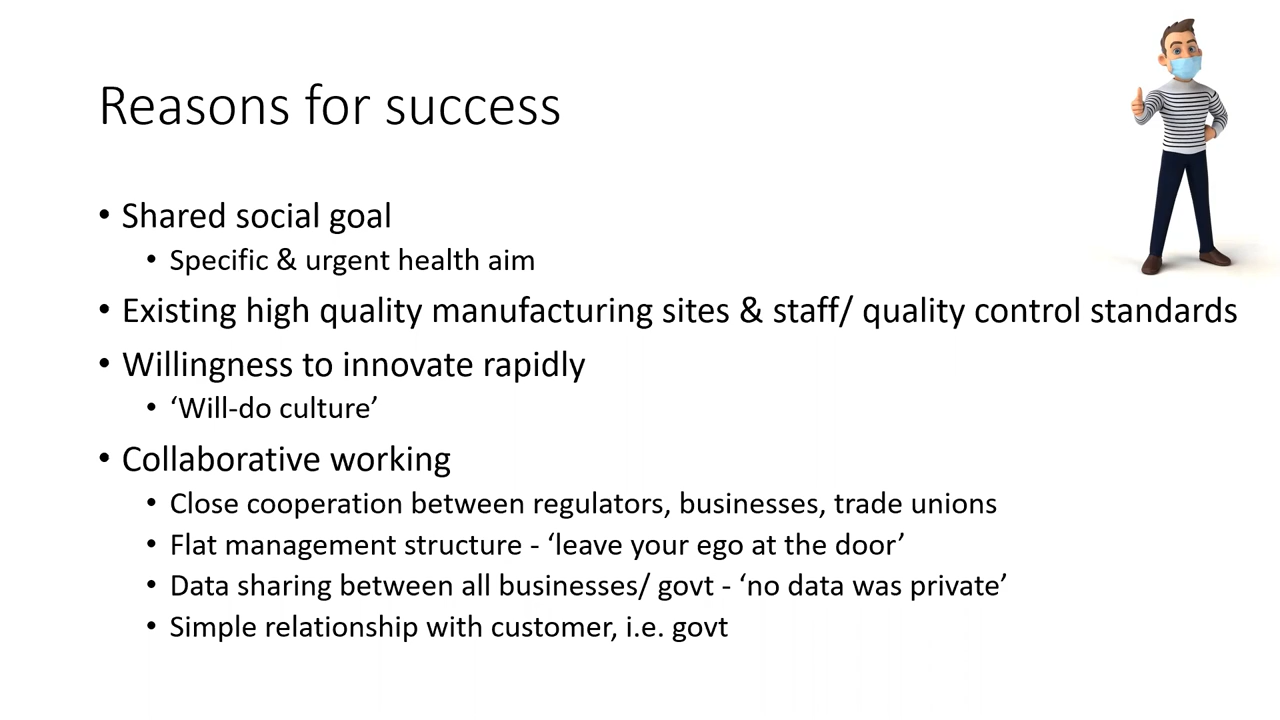 Reasons for success
• Shared social goal
• Specific & urgent health aim
• Existing high quality manufacturing sites & staff/ quality control standards
• Willingness to innovate rapidly
• ‘Will-do culture’
• Collaborative working
• Close cooperation between regulators, businesses, trade unions
• Flat management structure - ‘leave your ego at the door’
• Data sharing between all businesses/ govt - ‘no data was private’
• Simple relationship with customer, i.e. govt